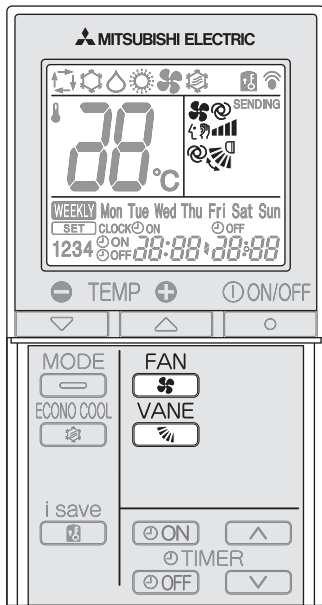 MITSUBISHI ELECTRIC
SENDING
88 °C
WEEKLY Mon Tue Wed Thu Fri Sat Sun
SET CLOCK ON OFF
1234 ON OFF 88:88 88:88
TEMP ON/OFF
MODE FAN
ECONO COOL VANE
i save
ON
TIMER
OFF